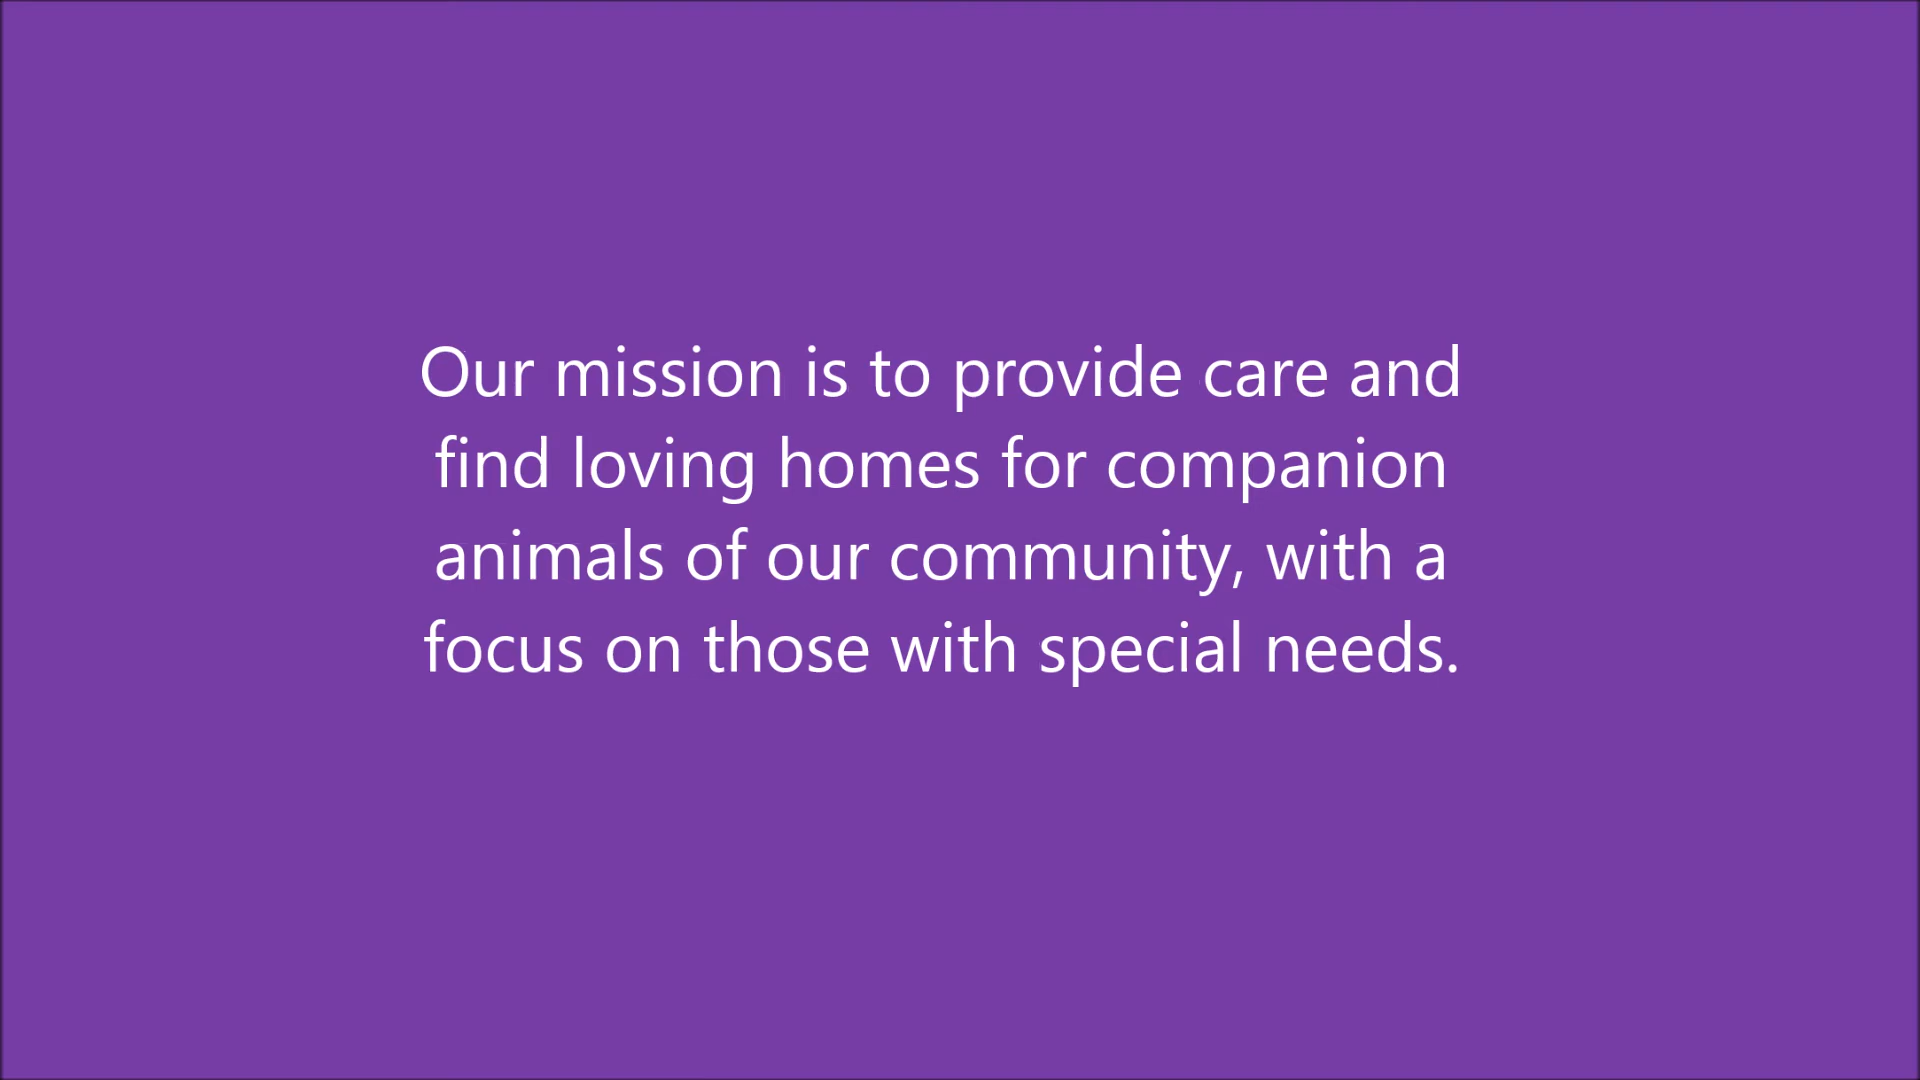 Our mission is to provide care and
find loving homes for companion
animals of our community, with a
focus on those with special needs.